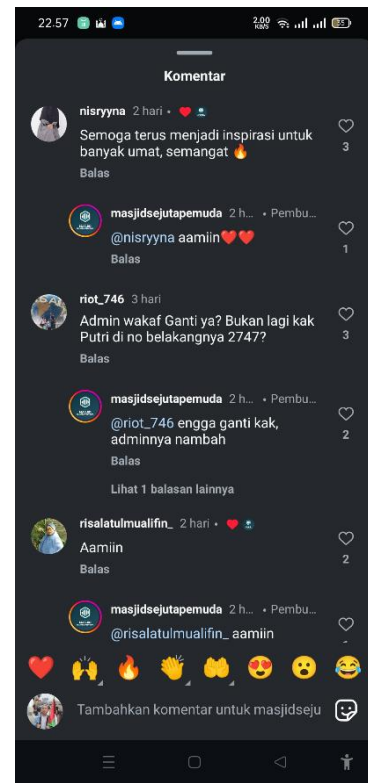 22.57
2.00 KB/S
85
Komentar
nisryyna 2 hari •
Semoga terus menjadi inspirasi untuk
banyak umat, semangat 🔥
3
Balas
masjidsejutapemuda 2 h... • Pembu...
@nisryyna aamiin❤️❤️
1
Balas
riot_746 3 hari
Admin wakaf Ganti ya? Bukan lagi kak
Putri di no belakangnya 2747?
3
Balas
masjidsejutapemuda 2 h... • Pembu...
@riot_746 engga ganti kak,
adminnya nambah
2
Balas
Lihat 1 balasan lainnya
risalatulmualifin_ 2 hari •
Aamiin
2
Balas
masjidsejutapemuda 2 h... • Pembu...
@risalatulmualifin_ aamiin
Tambahkan komentar untuk masjidseju